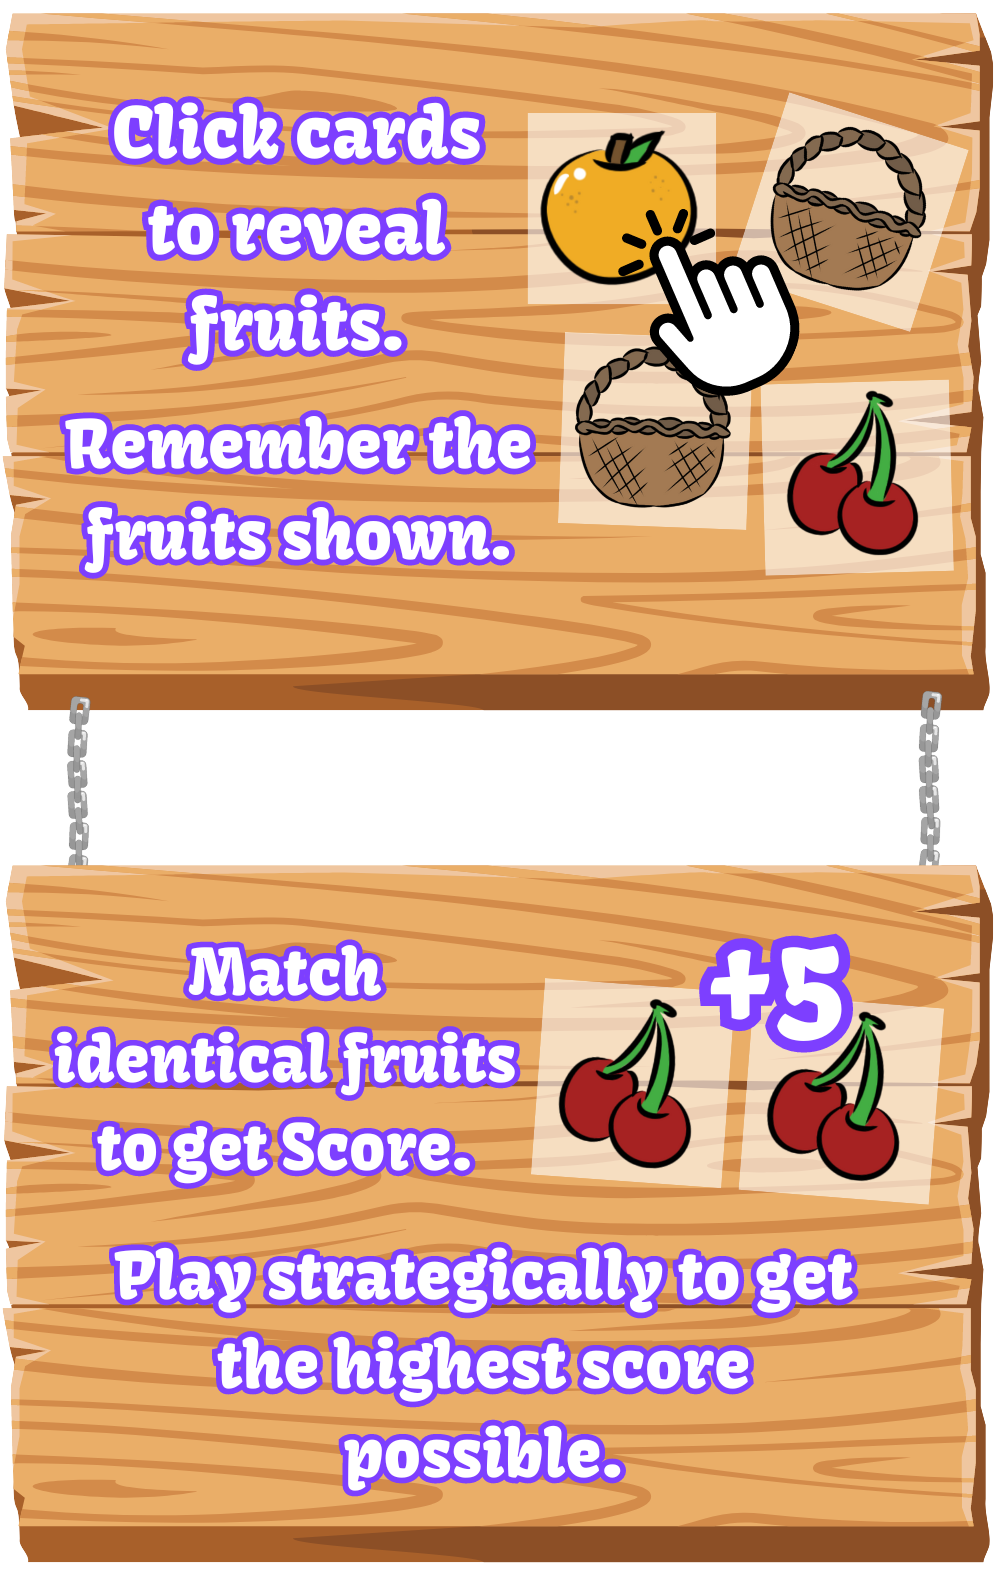 Click cards
to reveal
fruits.
Remember the
fruits shown.
Match
identical fruits
to get Score.
+5
Play strategically to get
the highest score
possible.